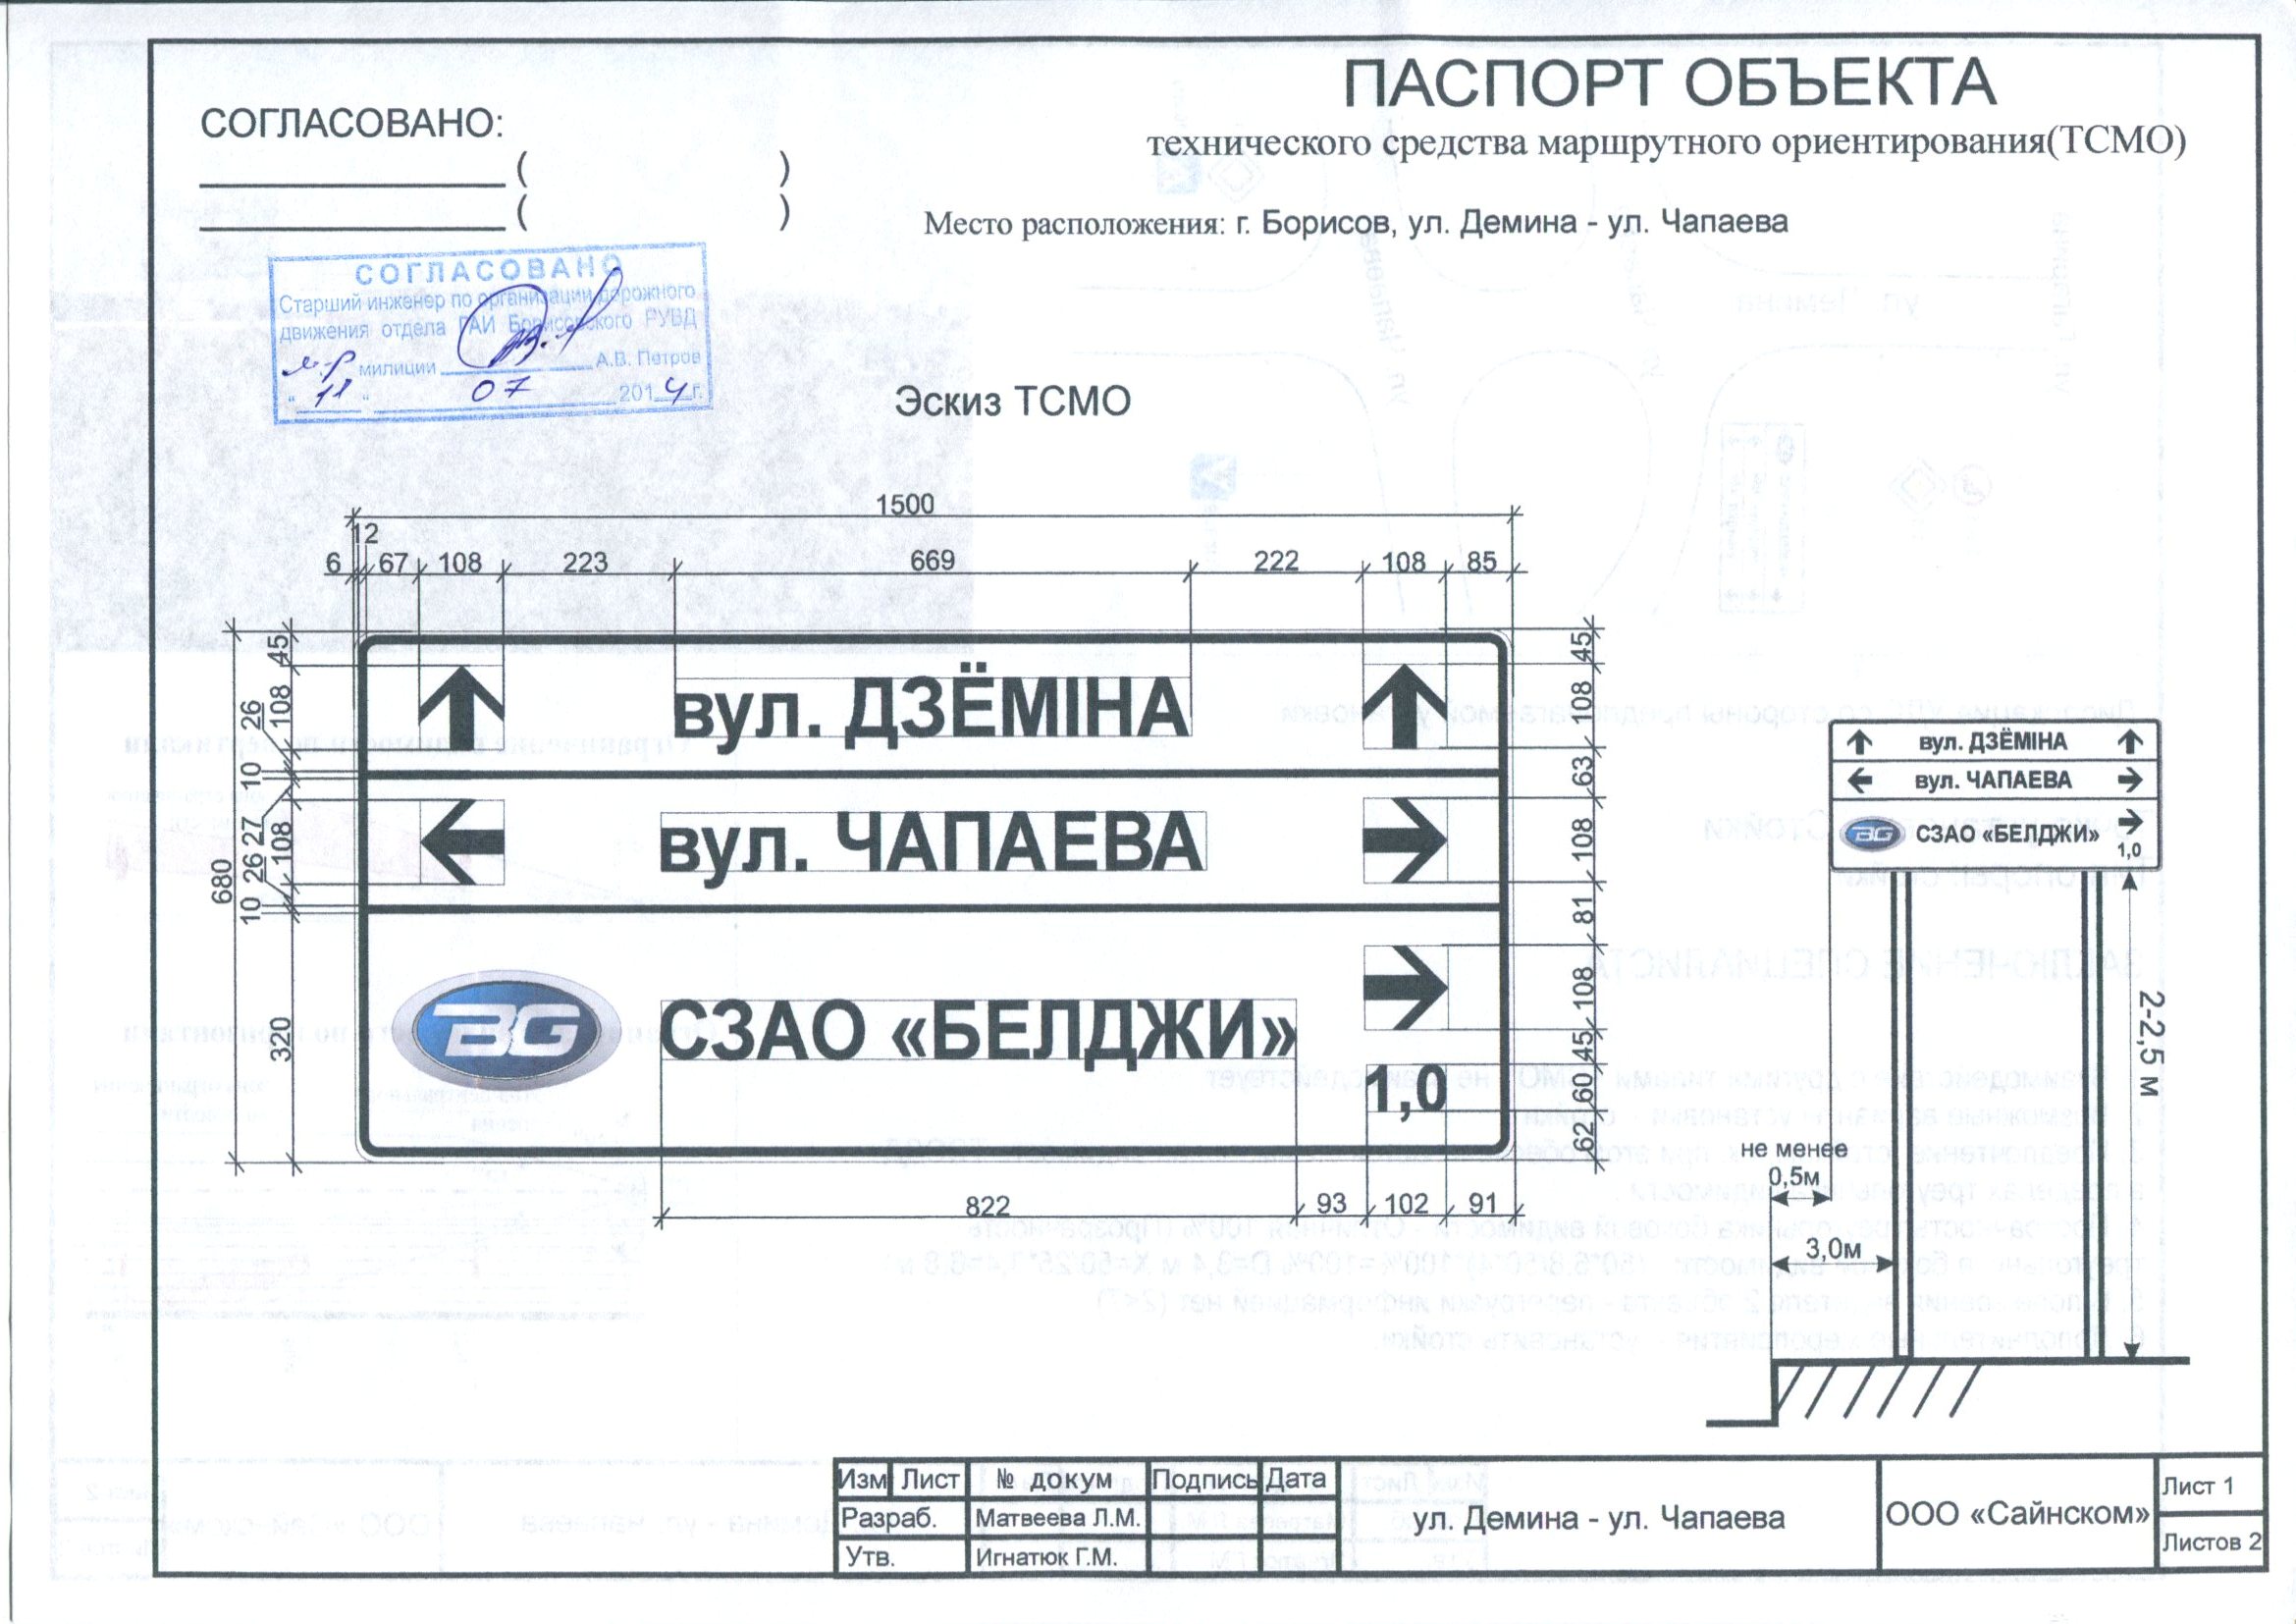 ПАСПОРТ ОБЪЕКТА
технического средства маршрутного ориентирования(ТСМО)
СОГЛАСОВАНО:
( )
( )
Место расположения: г. Борисов, ул. Демина - ул. Чапаева
СОГЛАСОВАНО
Старший инженер по организации дорожного
движения отдела ГАИ Борисовского РУВД
м-р милиции А.В. Петров
" 11 " 07 2014 г.
Эскиз ТСМО
1500
12
6 67 108 223 669 222 108 85
45
108
26
10
27
108
26
10
680
320
вул. ДЗЁМІНА
вул. ЧАПАЕВА
BG СЗАО «БЕЛДЖИ»
1,0
45
108
63
108
81
108
45
60
62
822 93 102 91
вул. ДЗЁМІНА
вул. ЧАПАЕВА
BG СЗАО «БЕЛДЖИ» 1,0
2-2,5 м
не менее
0,5м
3,0м
Изм Лист № докум Подпись Дата
Разраб. Матвеева Л.М.
Утв. Игнатюк Г.М.
ул. Демина - ул. Чапаева
ООО «Сайнском»
Лист 1
Листов 2